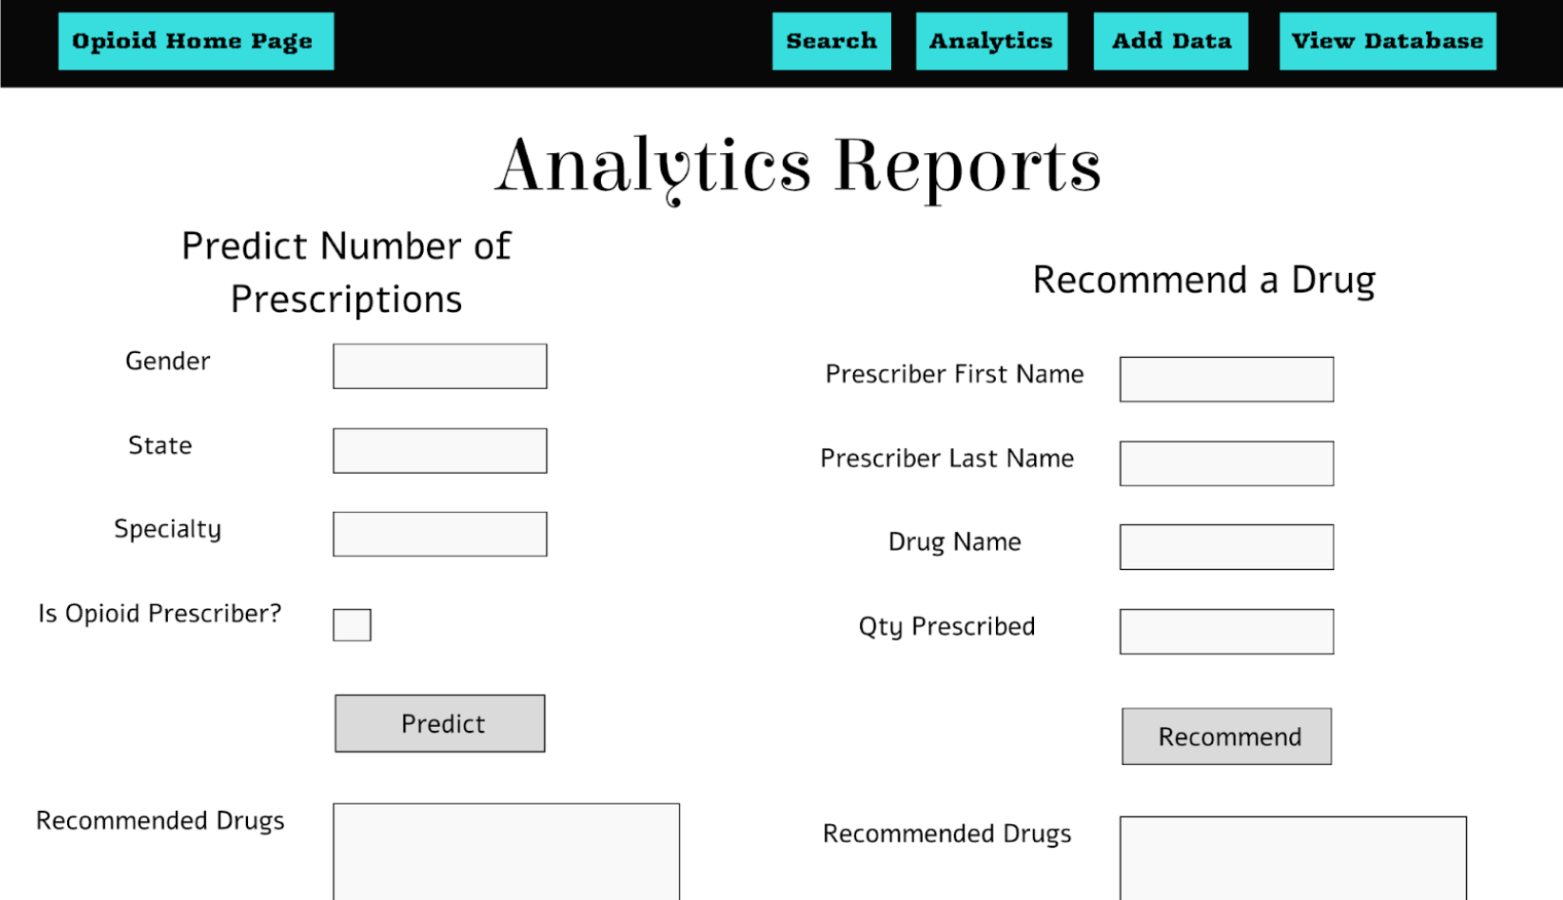 Opioid Home Page
Search
Analytics
Add Data
View Database
Analytics Reports
Predict Number of
Prescriptions
Gender
State
Specialty
Is Opioid Prescriber?
Predict
Recommended Drugs
Recommend a Drug
Prescriber First Name
Prescriber Last Name
Drug Name
Qty Prescribed
Recommend
Recommended Drugs